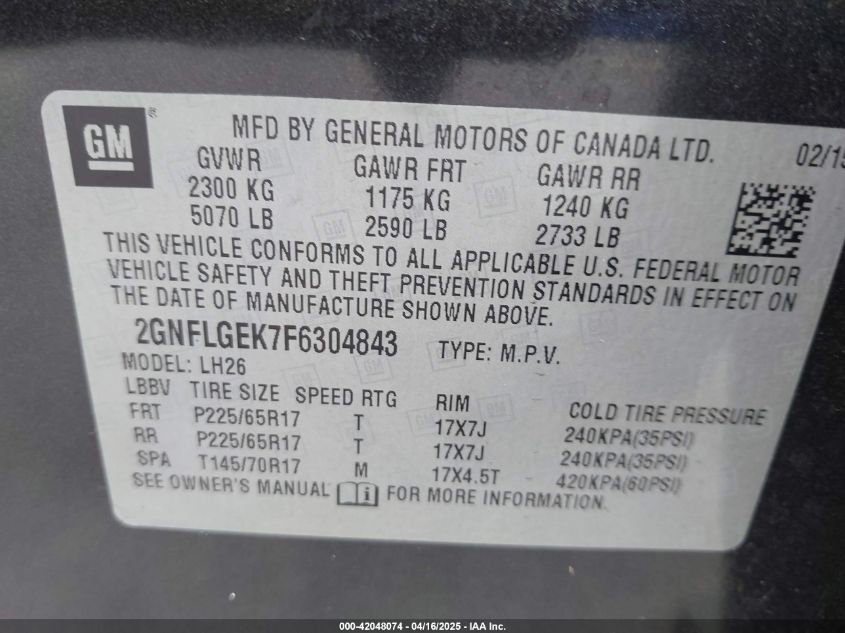 GM®
MFD BY GENERAL MOTORS OF CANADA LTD. 02/15
GVWR GAWR FRT GAWR RR
2300 KG 1175 KG 1240 KG
5070 LB 2590 LB 2733 LB
THIS VEHICLE CONFORMS TO ALL APPLICABLE U.S. FEDERAL MOTOR
VEHICLE SAFETY AND THEFT PREVENTION STANDARDS IN EFFECT ON
THE DATE OF MANUFACTURE SHOWN ABOVE.
2GNFLGEK7F6304843 TYPE: M.P.V.
MODEL: LH26
LBBV TIRE SIZE SPEED RTG RIM COLD TIRE PRESSURE
FRT P225/65R17 T 17X7J 240KPA(35PSI)
RR P225/65R17 T 17X7J 240KPA(35PSI)
SPA T145/70R17 M 17X4.5T 420KPA(60PSI)
SEE OWNER'S MANUAL i FOR MORE INFORMATION.
000-42048074 - 04/16/2025 - IAA Inc.